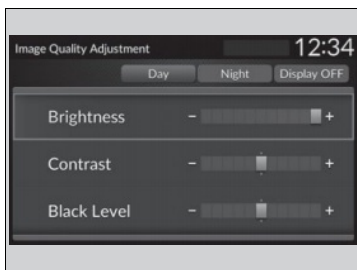 Image Quality Adjustment 12:34
Day Night Display OFF
Brightness - +
Contrast - +
Black Level - +